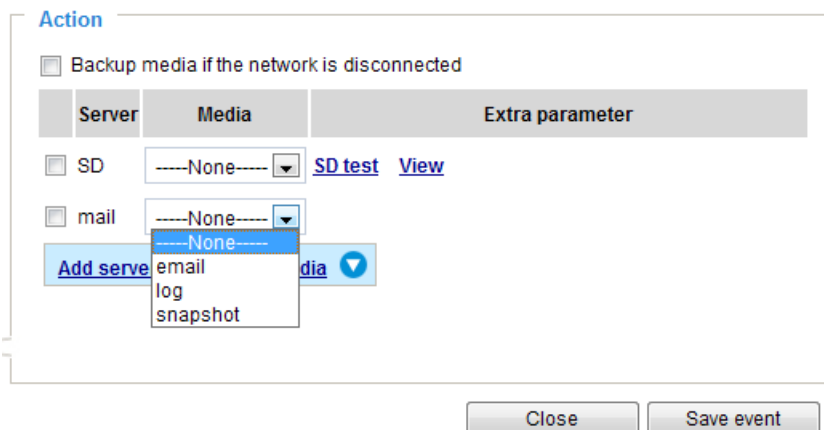 Action
Backup media if the network is disconnected
Server Media Extra parameter
SD -----None----- SD test View
mail -----None-----
-----None-----
Add serve dia
email
log
snapshot
Close Save event